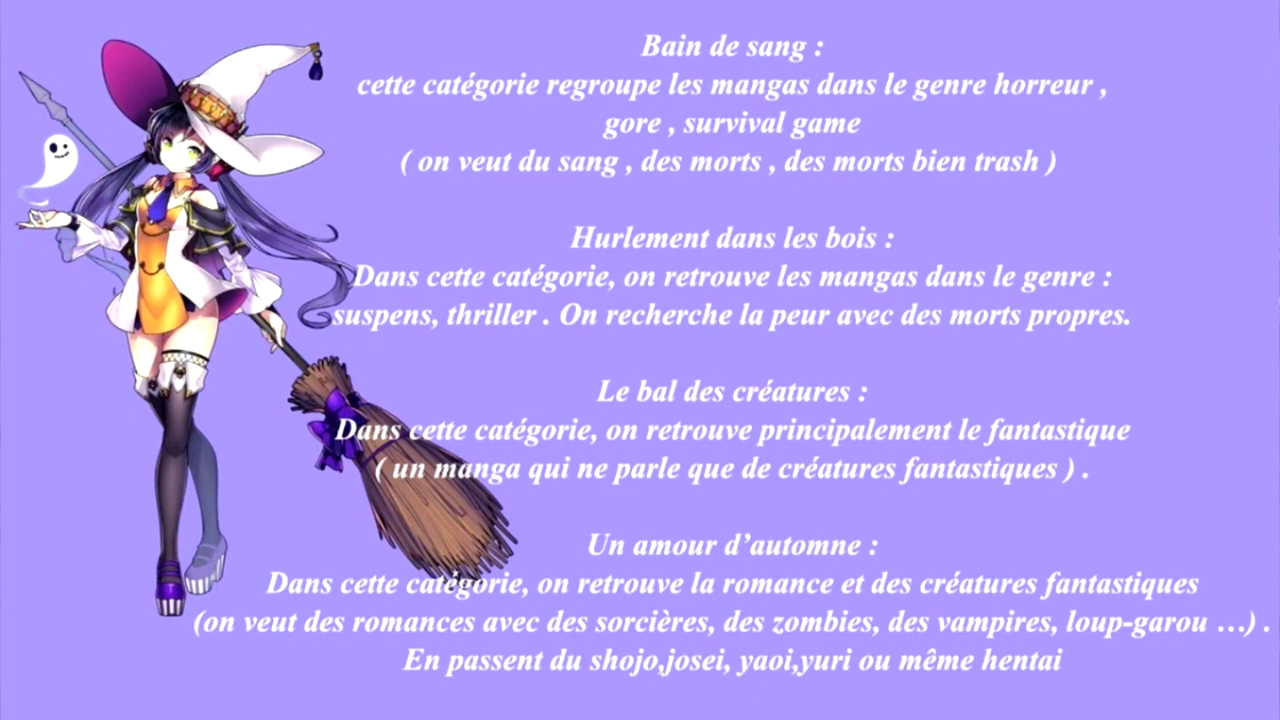 Bain de sang :
cette catégorie regroupe les mangas dans le genre horreur ,
gore , survival game
( on veut du sang , des morts , des morts bien trash )
Hurlement dans les bois :
Dans cette catégorie, on retrouve les mangas dans le genre :
suspens, thriller . On recherche la peur avec des morts propres.
Le bal des créatures :
Dans cette catégorie, on retrouve principalement le fantastique
( un manga qui ne parle que de créatures fantastiques ) .
Un amour d’automne :
Dans cette catégorie, on retrouve la romance et des créatures fantastiques
(on veut des romances avec des sorcières, des zombies, des vampires, loup-garou …) .
En passent du shojo,josei, yaoi,yuri ou même hentai